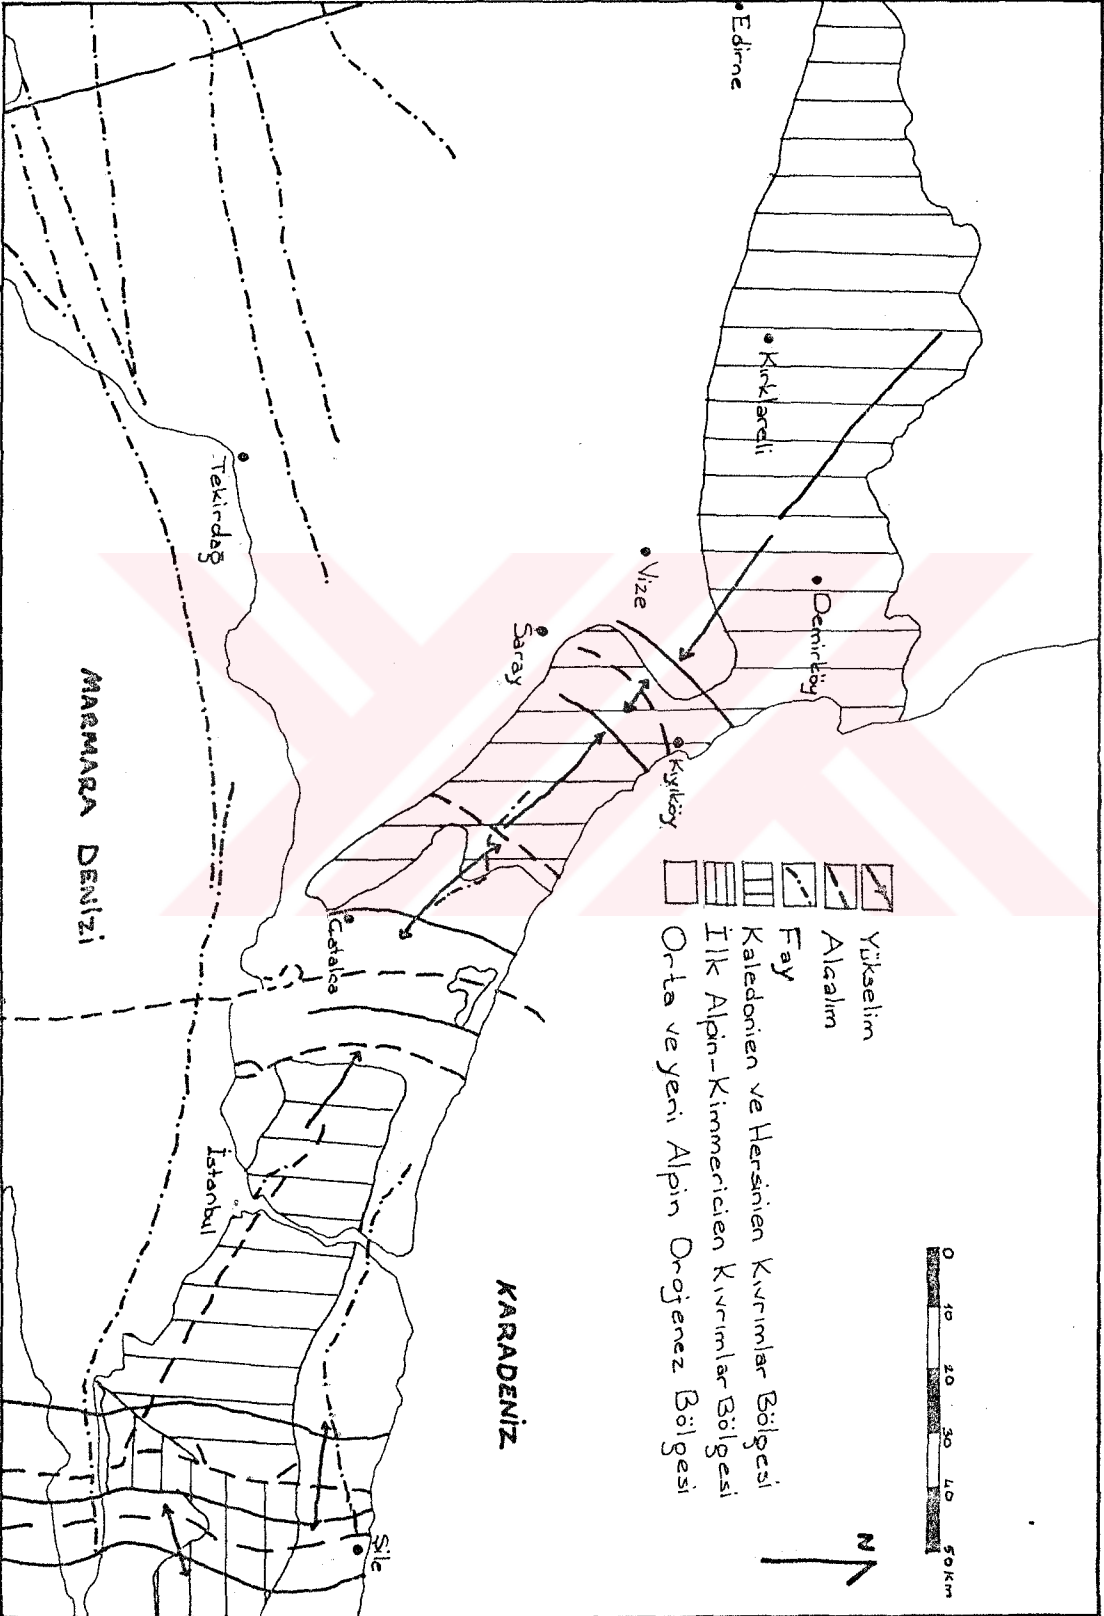 Edirne
Kırklareli
Demirköy
Vize
Saray
Kıyıköy
Tekirdağ
Çatalca
İstanbul
Şile
MARMARA DENİZİ
KARADENİZ
Yükselim
Alçalım
Fay
Kaledonien ve Hersinien Kıvrımlar Bölgesi
İlk Alpin-Kimmericien Kıvrımlar Bölgesi
Orta ve yeni Alpin Orojenez Bölgesi
0 10 20 30 40 50 km
N